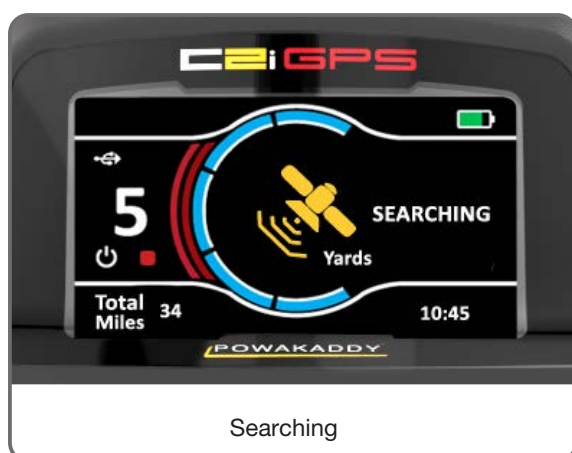 C2i GPS
5
SEARCHING
Yards
Total
Miles 34
10:45
POWAKADDY
Searching